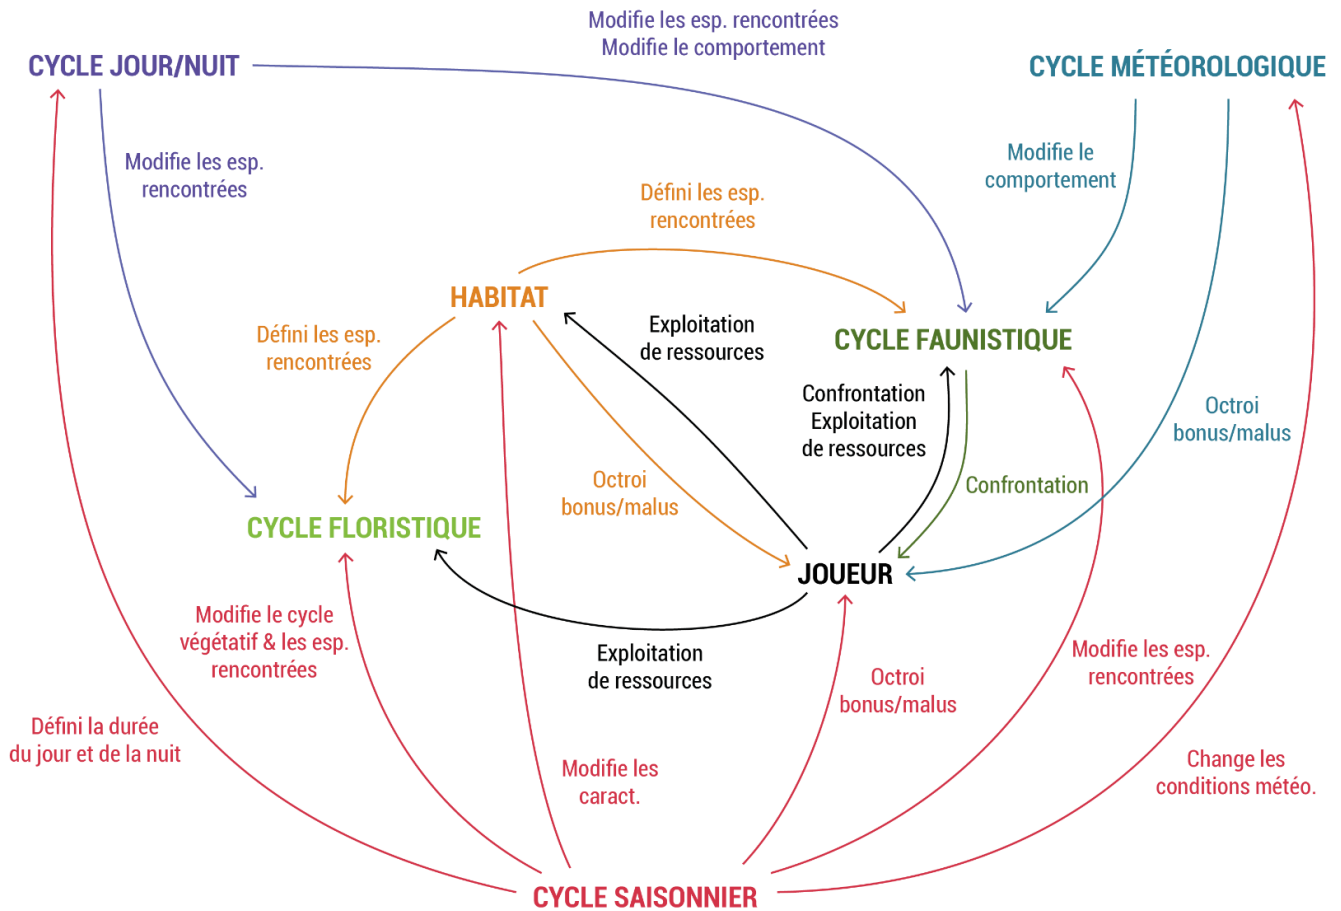 Modifie les esp. rencontrées
Modifie le comportement
CYCLE JOUR/NUIT
CYCLE MÉTÉOROLOGIQUE
Modifie les esp.
rencontrées
Modifie le
comportement
Défini les esp.
rencontrées
HABITAT
Défini les esp.
rencontrées
Exploitation
de ressources
CYCLE FAUNISTIQUE
Confrontation
Exploitation
de ressources
Octroi
bonus/malus
Octroi
bonus/malus
Confrontation
CYCLE FLORISTIQUE
JOUEUR
Modifie le cycle
végétatif & les esp.
rencontrées
Exploitation
de ressources
Octroi
bonus/malus
Modifie les esp.
rencontrées
Défini la durée
du jour et de la nuit
Modifie les
caract.
Change les
conditions météo.
CYCLE SAISONNIER